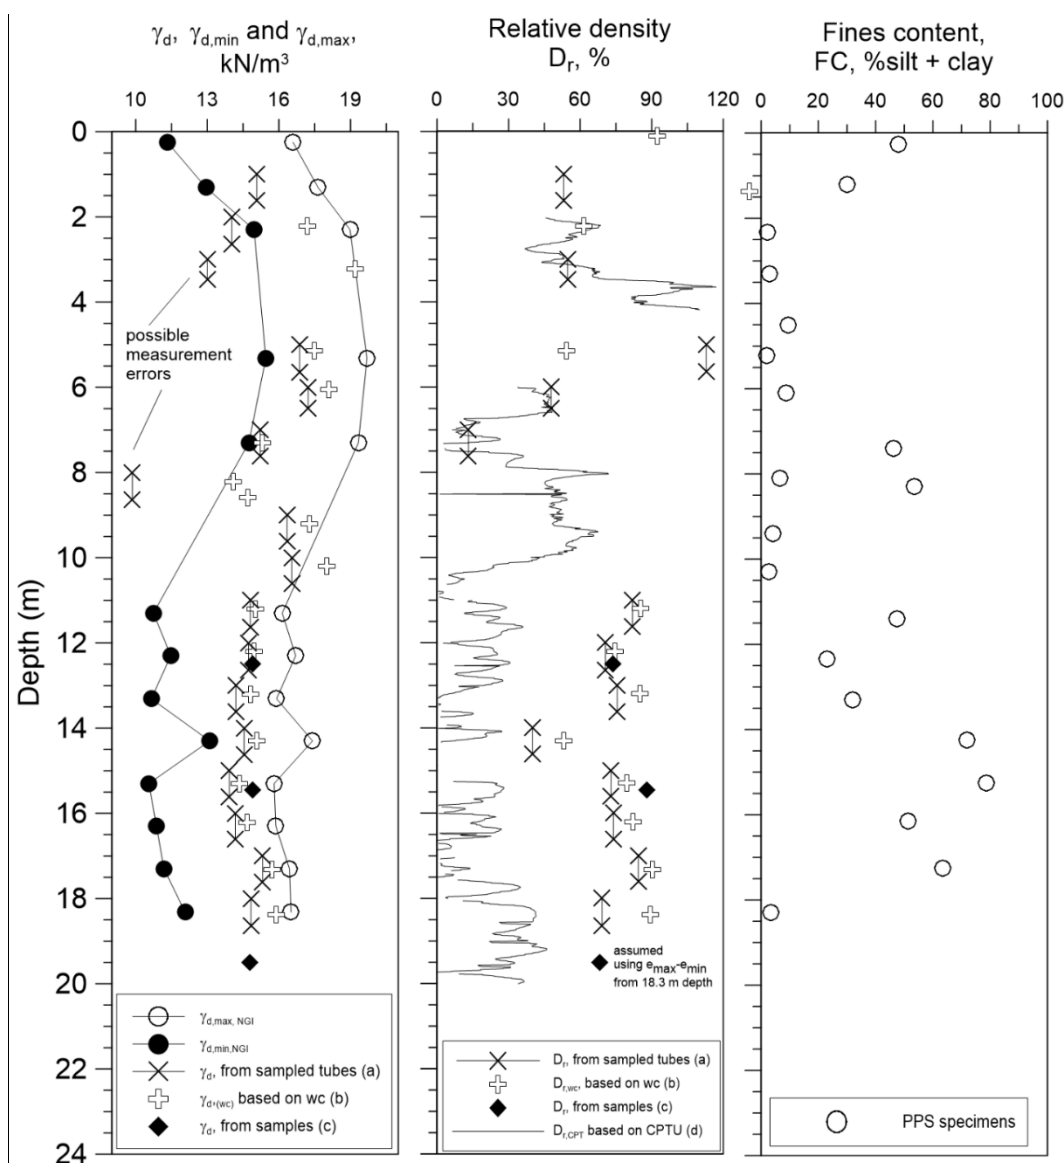 γd, γd,min and γd,max,
kN/m³
10 13 16 19
Relative density
Dr, %
0 30 60 90 120
Fines content,
FC, %silt + clay
0 20 40 60 80 100
Depth (m)
0
2
4
6
8
10
12
14
16
18
20
22
24
possible
measurement
errors
assumed
using emax-emin
from 18.3 m depth
γd,max, NGI
γd,min,NGI
γd, from sampled tubes (a)
γd,(wc) based on wc (b)
γd, from samples (c)
Dr, from sampled tubes (a)
Dr,wc, based on wc (b)
Dr, from samples (c)
Dr,CPT based on CPTU (d)
PPS specimens